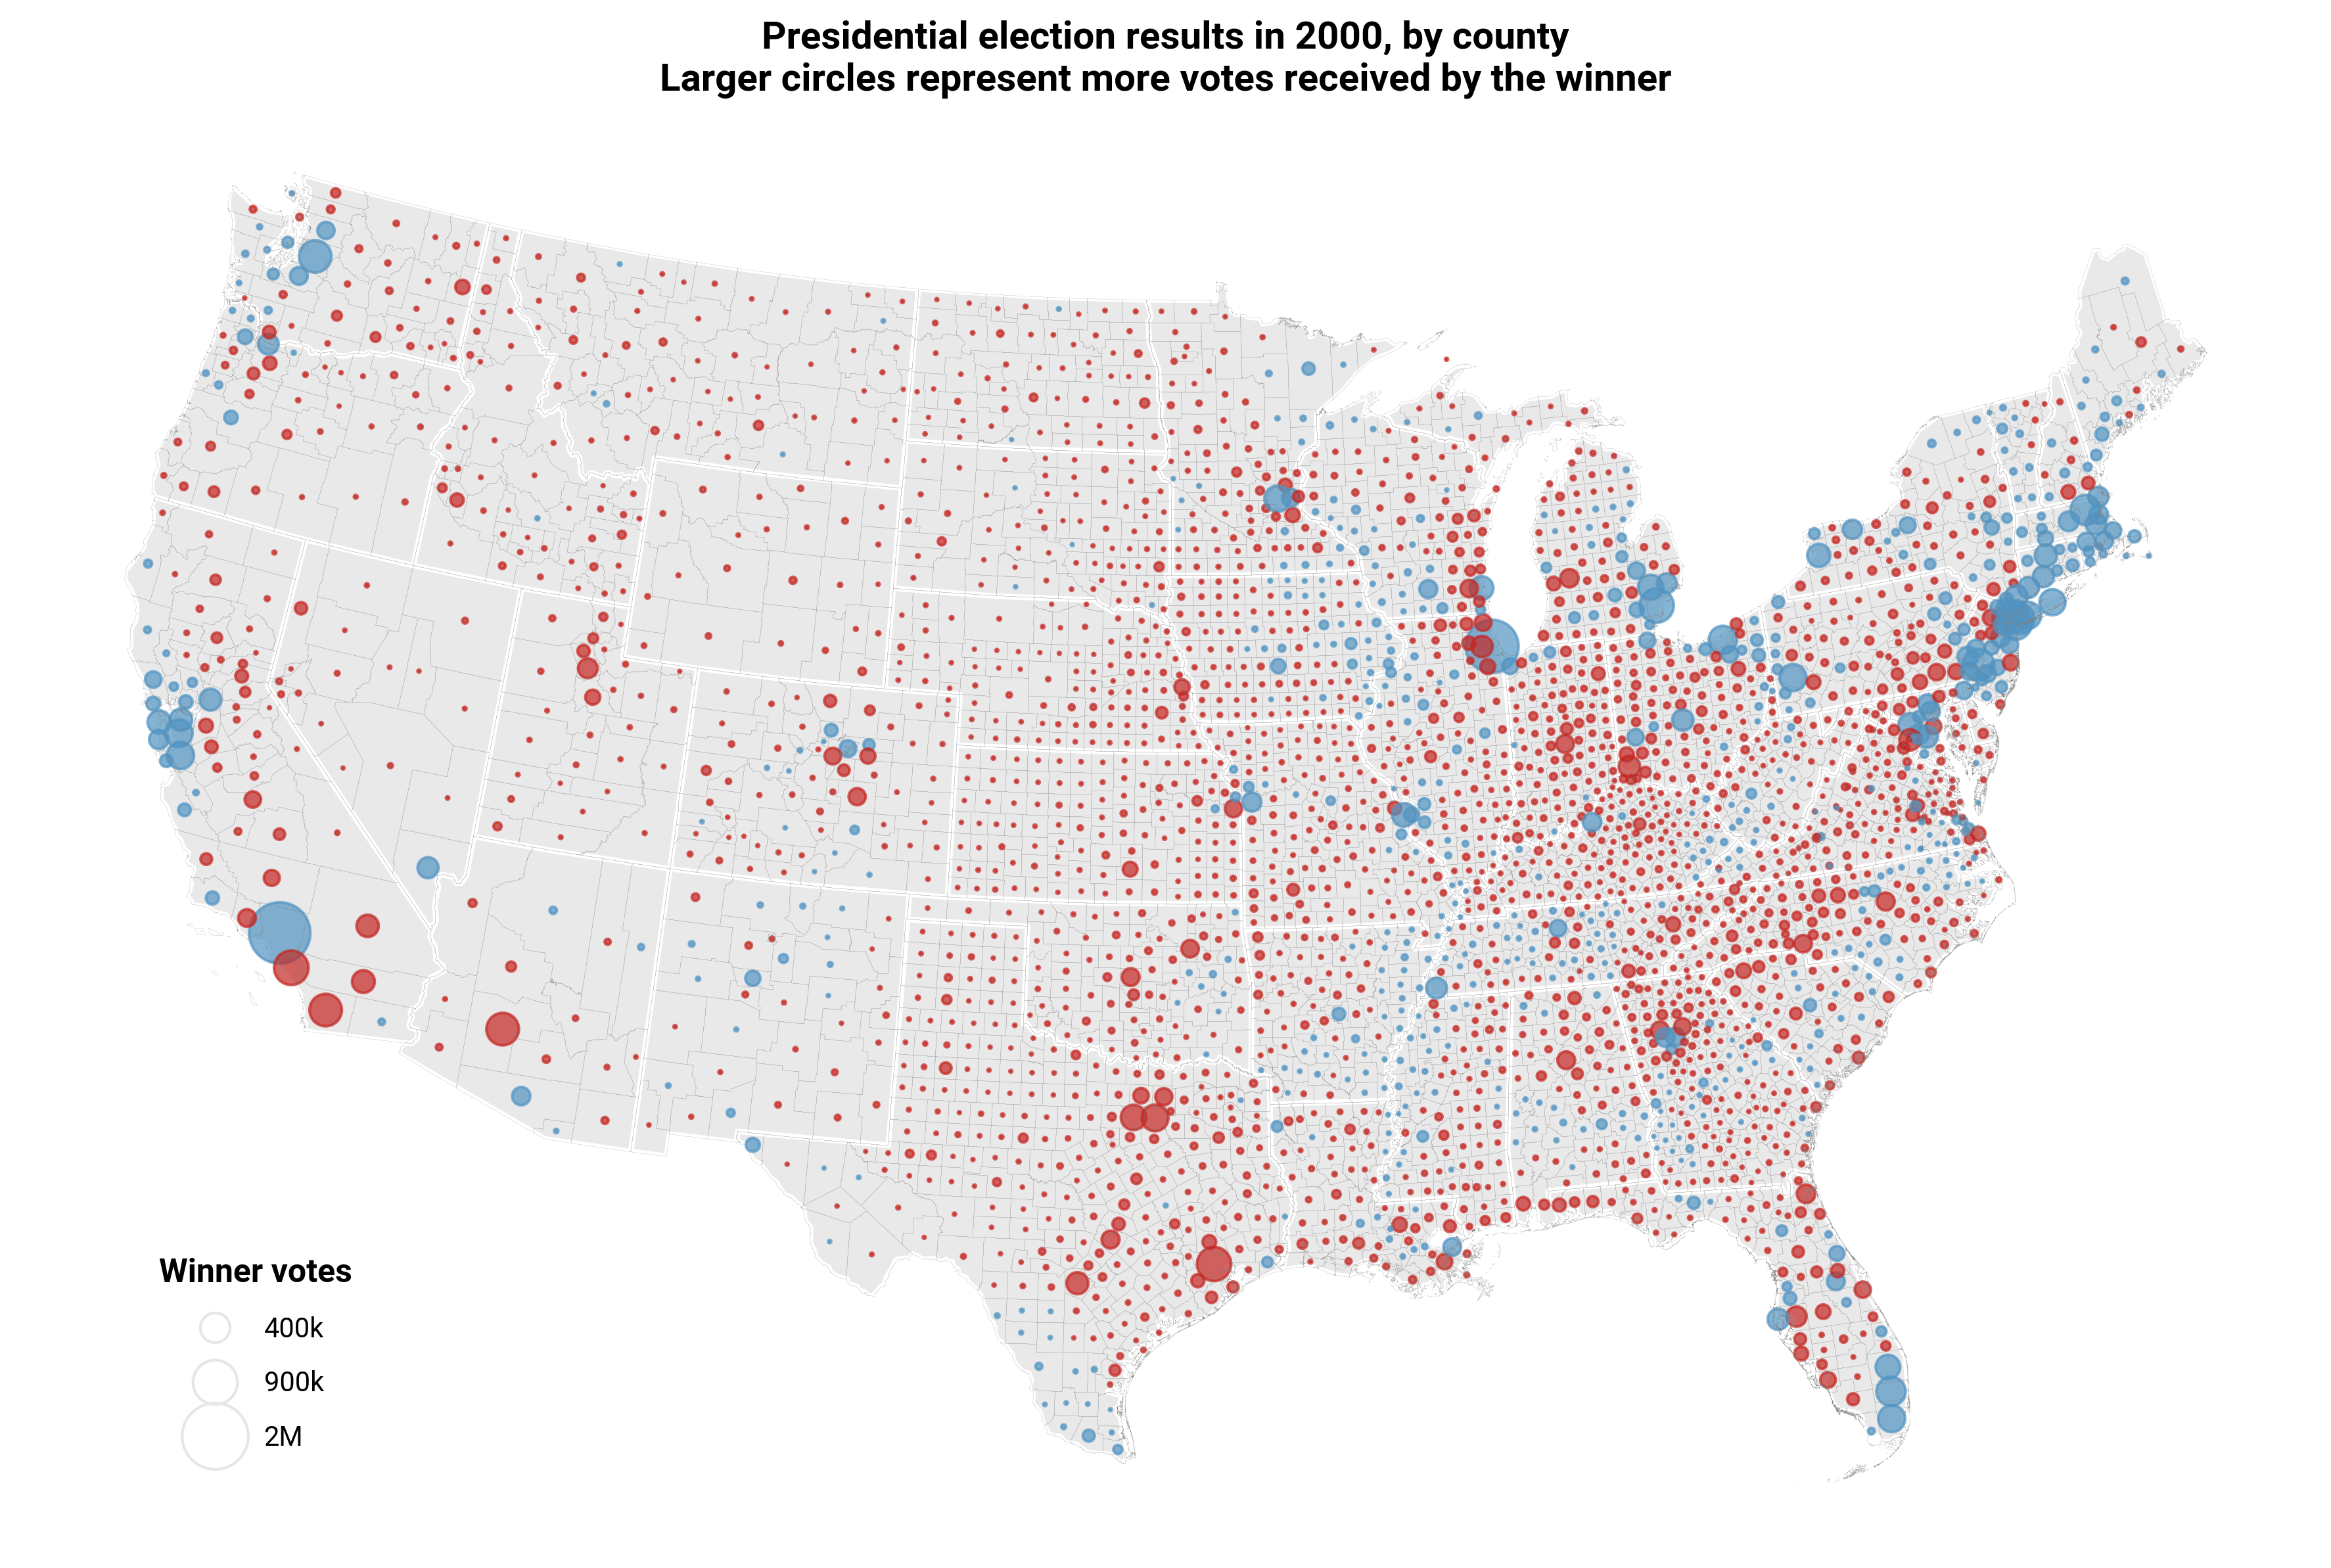 Presidential election results in 2000, by county
Larger circles represent more votes received by the winner
Winner votes
400k
900k
2M